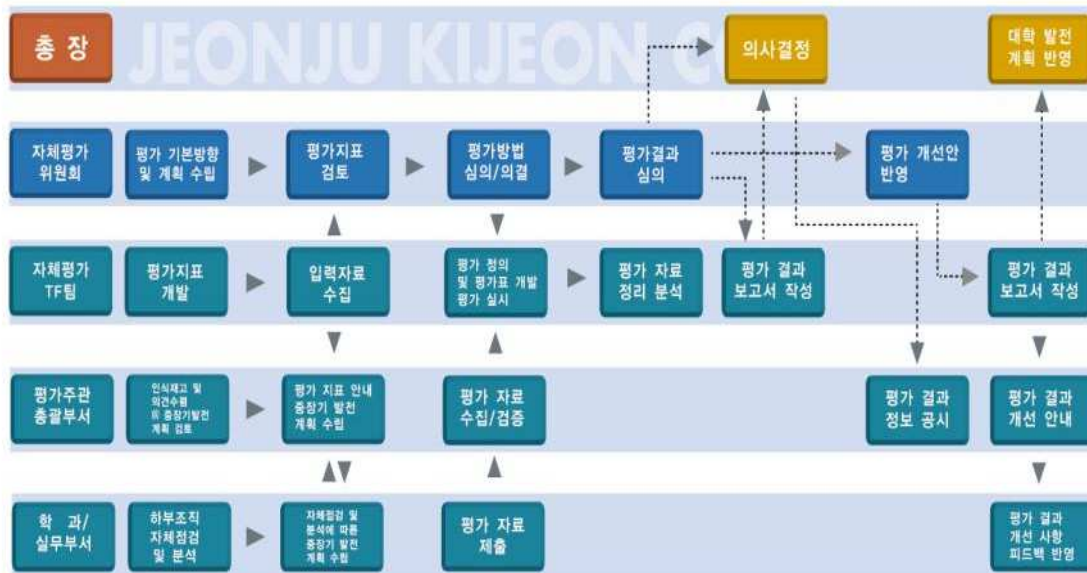 JEONJU KIJEON CO
총 장
의사결정
대학 발전
계획 반영
자체평가
위원회
평가 기본방향
및 계획 수립
평가지표
검토
평가방법
심의/의결
평가결과
심의
평가 개선안
반영
자체평가
TF팀
평가지표
개발
입력자료
수집
평가 정의
및 평가표 개발
평가 실시
평가 자료
정리 분석
평가 결과
보고서 작성
평가 결과
보고서 작성
평가주관
총괄부서
인식재고 및
의견수렴
前 중장기발전
계획 검토
평가 지표 안내
중장기 발전
계획 수립
평가 자료
수집/검증
평가 결과
정보 공시
평가 결과
개선 안내
학 과/
실무부서
하부조직
자체점검
및 분석
자체점검 및
분석에 따른
중장기 발전
계획 수립
평가 자료
제출
평가 결과
개선 사항
피드백 반영